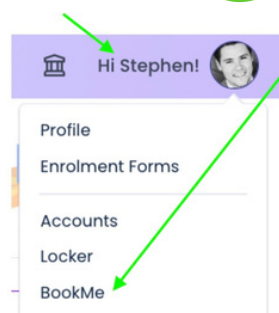 Hi Stephen!
Profile
Enrolment Forms
Accounts
Locker
BookMe